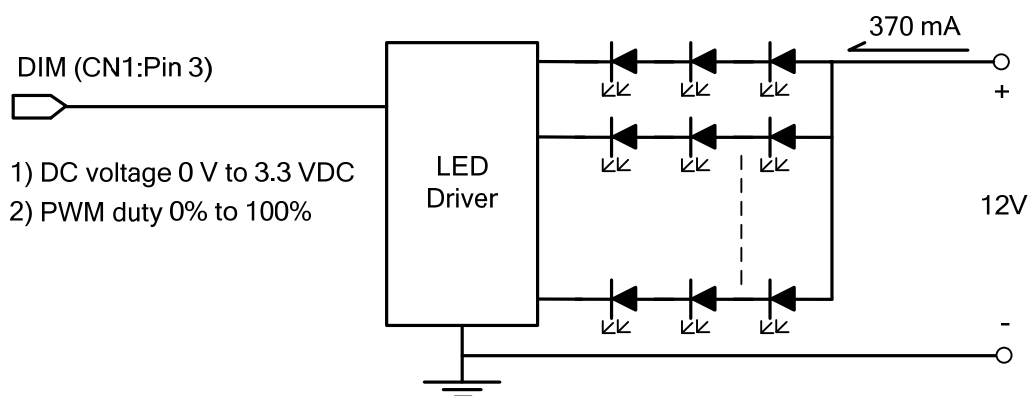 370 mA
DIM (CN1:Pin 3)
+
1) DC voltage 0 V to 3.3 VDC
2) PWM duty 0% to 100%
LED
Driver
12V
-